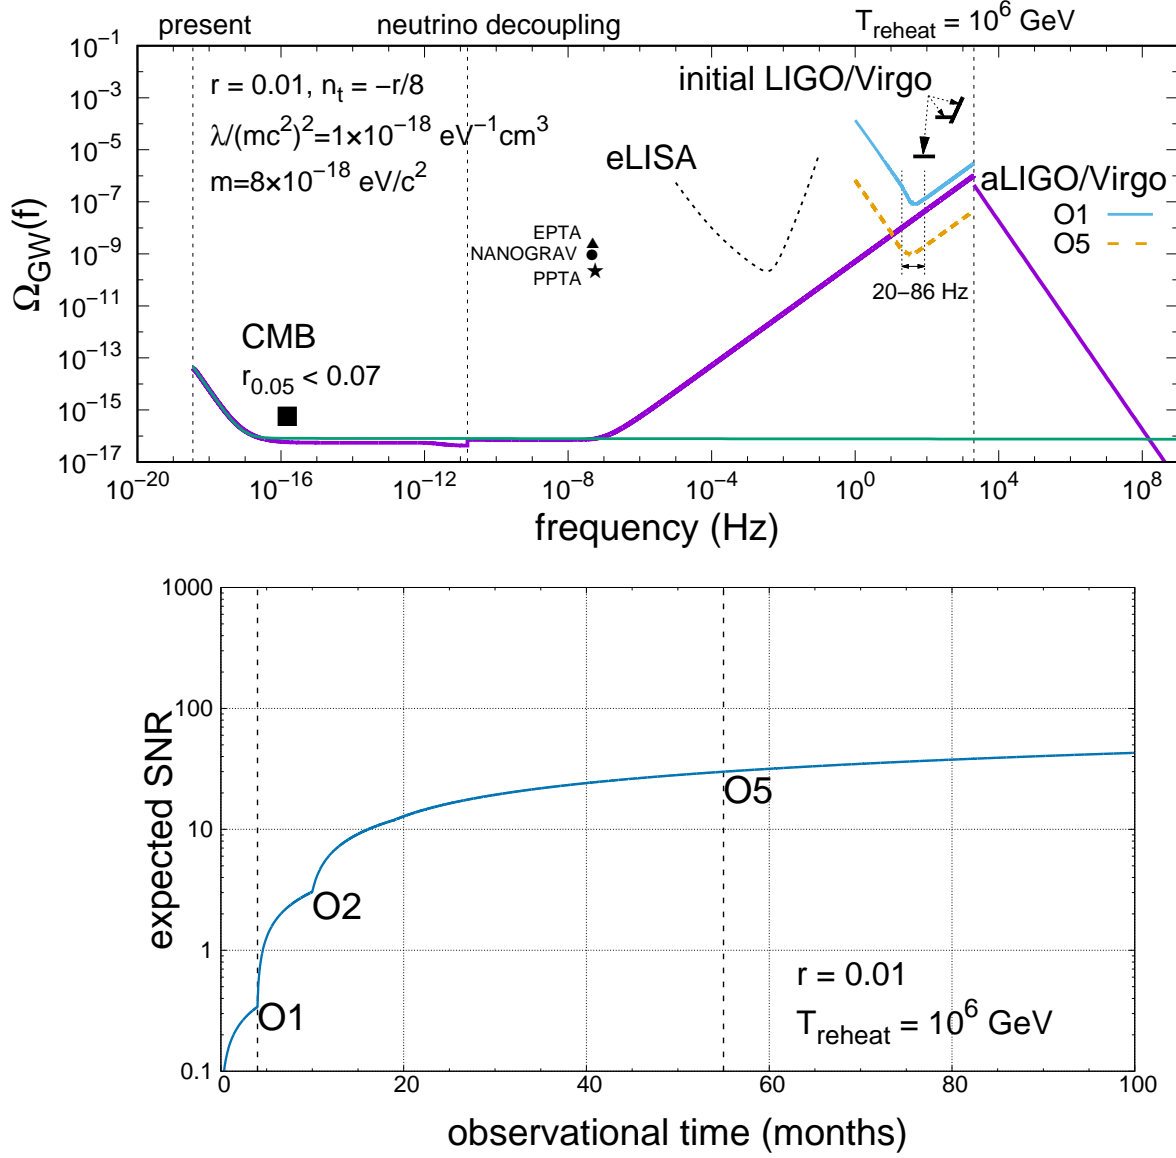 present
neutrino decoupling
T_reheat = 10^6 GeV
10^−1
10^−3
10^−5
10^−7
10^−9
10^−11
10^−13
10^−15
10^−17
Ω_GW(f)
r = 0.01, n_t = −r/8
λ/(mc^2)^2=1×10^−18 eV^−1cm^3
m=8×10^−18 eV/c^2
initial LIGO/Virgo
eLISA
aLIGO/Virgo
O1
O5
EPTA
NANOGRAV
PPTA
20−86 Hz
CMB
r_0.05 < 0.07
10^−20 10^−16 10^−12 10^−8 10^−4 10^0 10^4 10^8
frequency (Hz)
1000
100
10
1
0.1
expected SNR
O5
O2
O1
r = 0.01
T_reheat = 10^6 GeV
0 20 40 60 80 100
observational time (months)